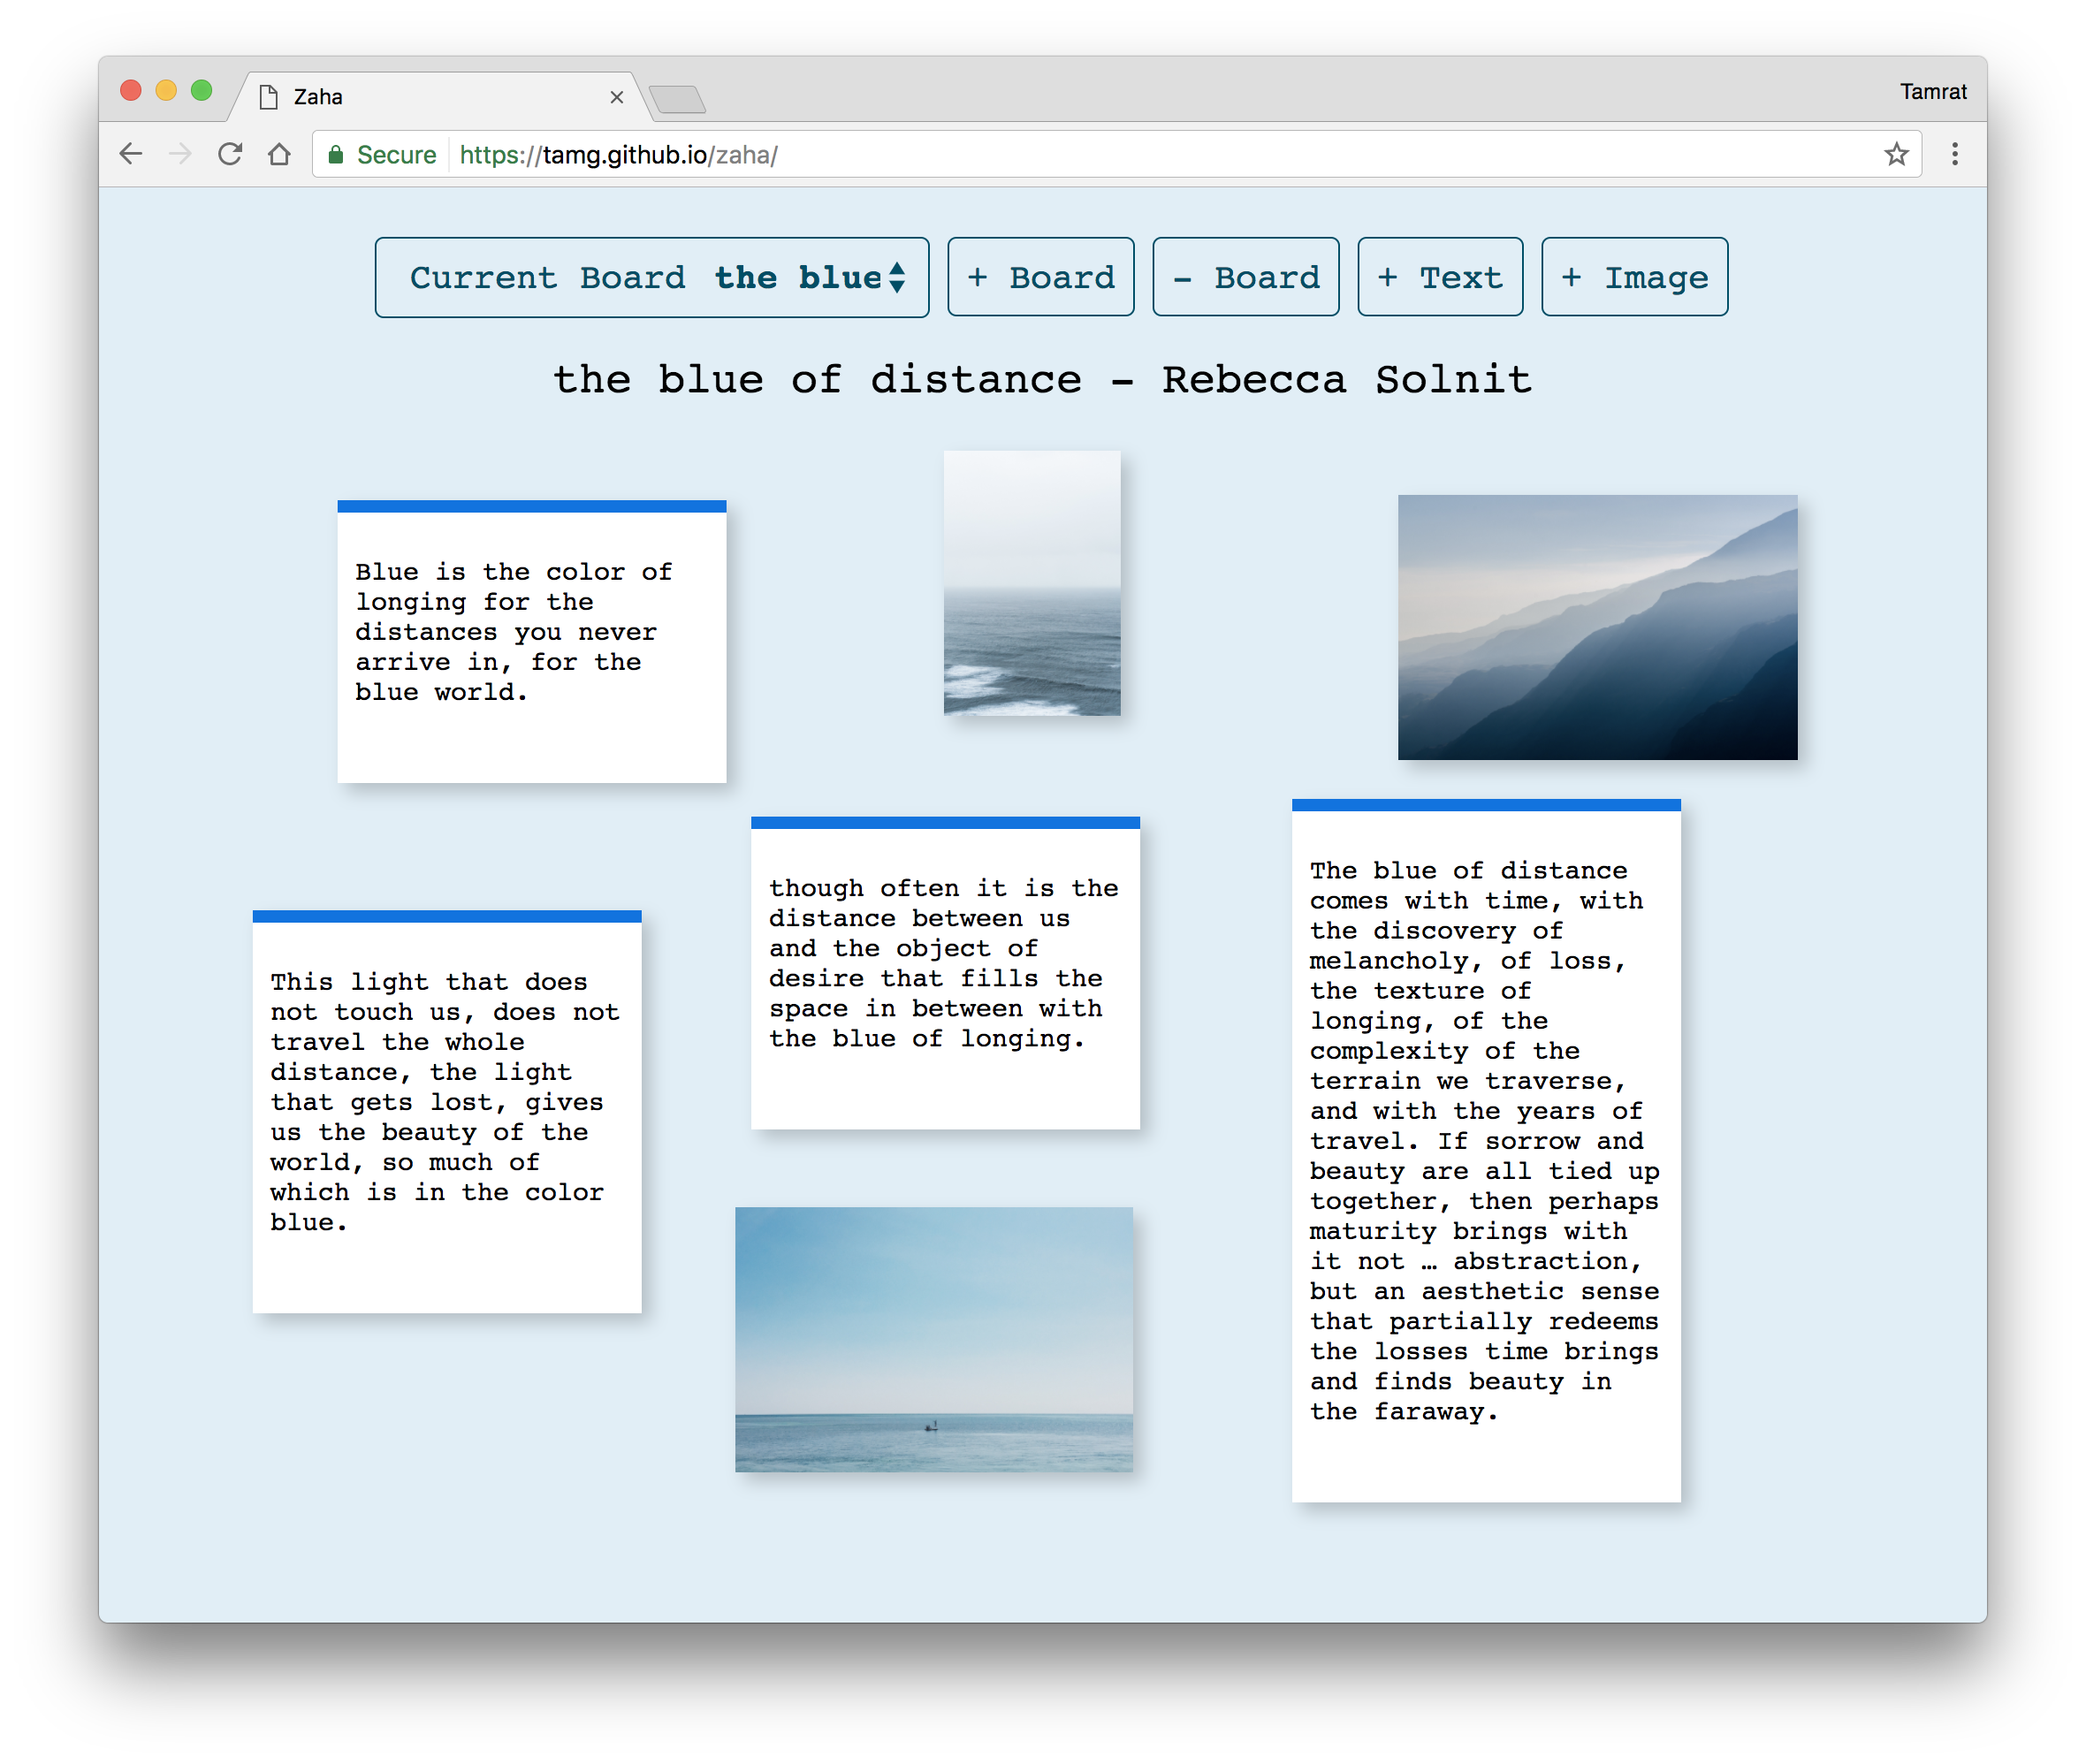 Zaha
Tamrat
Secure https://tamg.github.io/zaha/
Current Board the blue
+ Board
- Board
+ Text
+ Image
the blue of distance - Rebecca Solnit
Blue is the color of
longing for the
distances you never
arrive in, for the
blue world.
This light that does
not touch us, does not
travel the whole
distance, the light
that gets lost, gives
us the beauty of the
world, so much of
which is in the color
blue.
though often it is the
distance between us
and the object of
desire that fills the
space in between with
the blue of longing.
The blue of distance
comes with time, with
the discovery of
melancholy, of loss,
the texture of
longing, of the
complexity of the
terrain we traverse,
and with the years of
travel. If sorrow and
beauty are all tied up
together, then perhaps
maturity brings with
it not … abstraction,
but an aesthetic sense
that partially redeems
the losses time brings
and finds beauty in
the faraway.